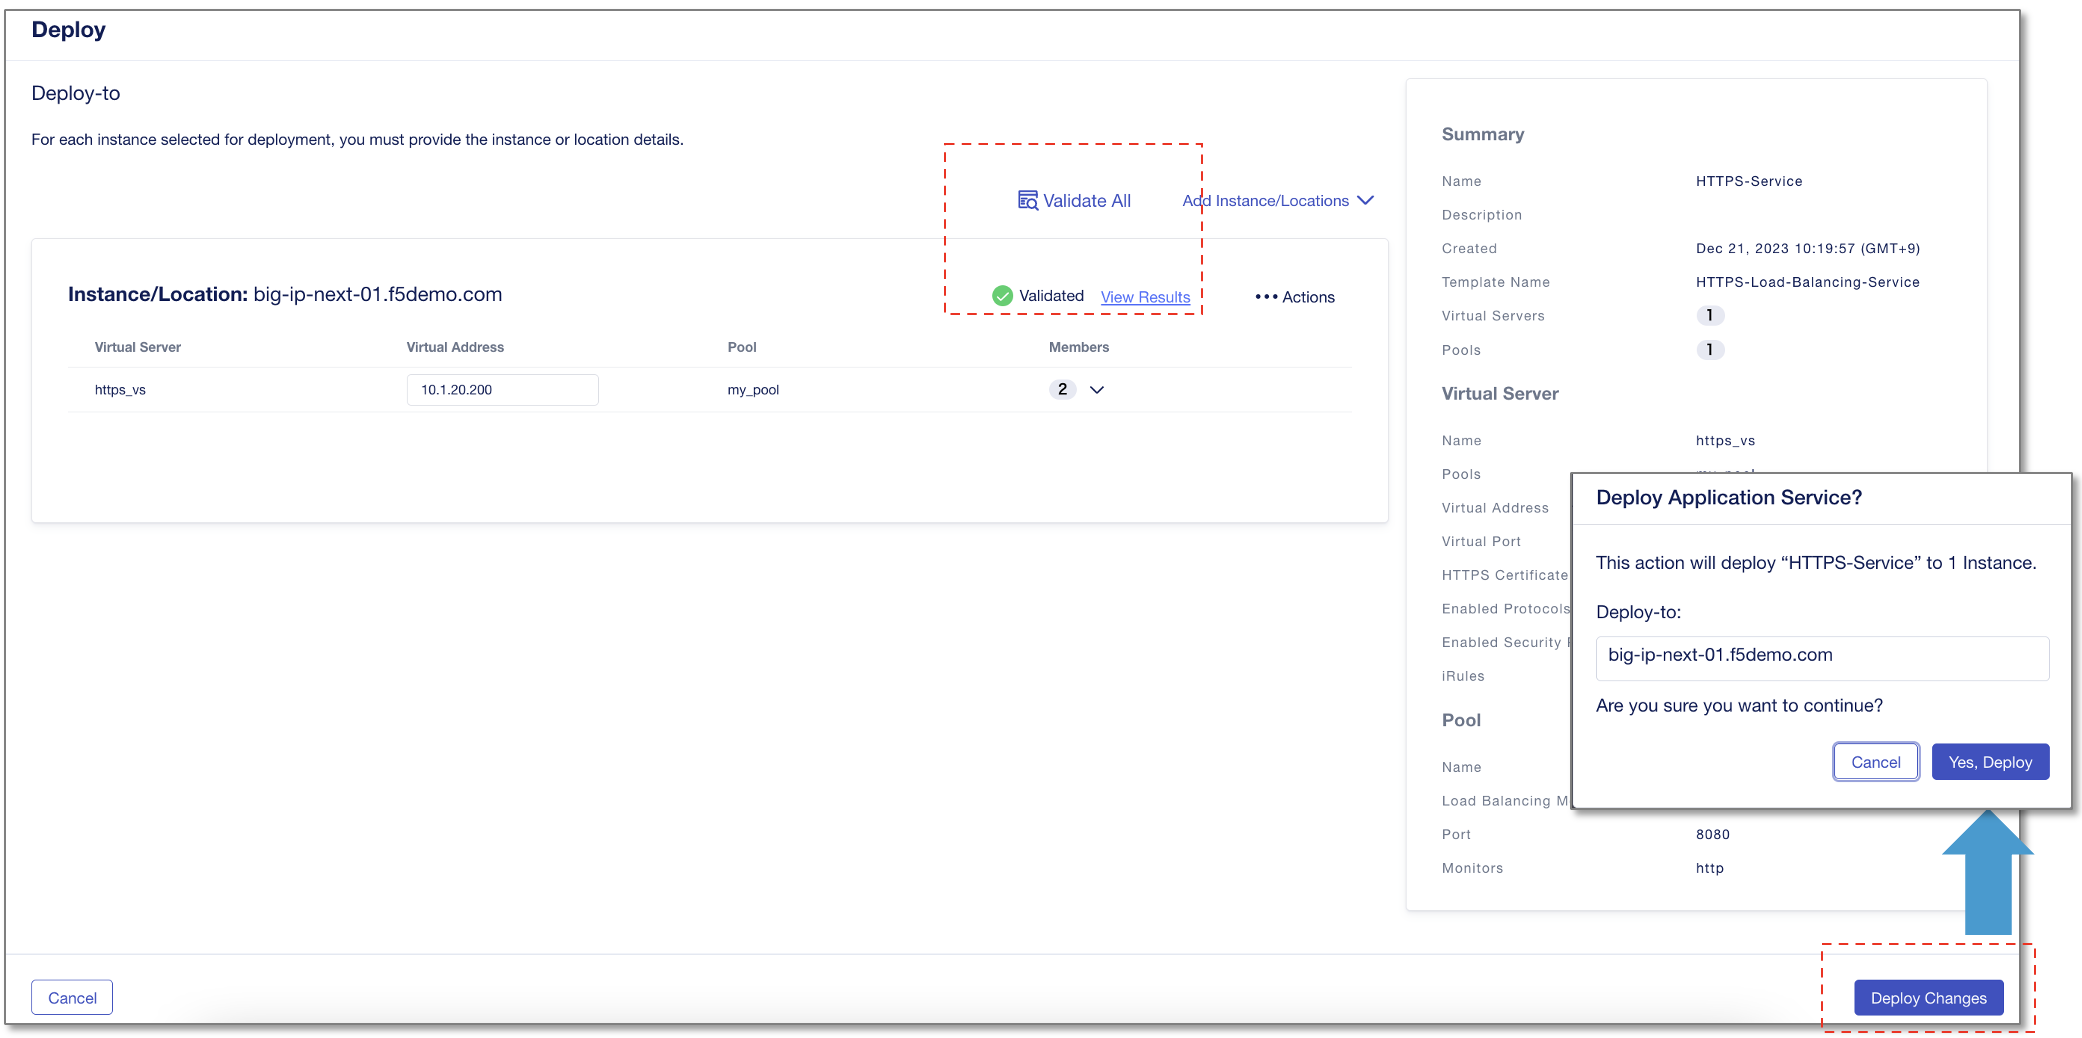 Deploy
Deploy-to
For each instance selected for deployment, you must provide the instance or location details.
Validate All
Add Instance/Locations
Instance/Location: big-ip-next-01.f5demo.com
Validated View Results
••• Actions
Virtual Server Virtual Address Pool Members
https_vs 10.1.20.200 my_pool 2
Summary
Name HTTPS-Service
Description
Created Dec 21, 2023 10:19:57 (GMT+9)
Template Name HTTPS-Load-Balancing-Service
Virtual Servers 1
Pools 1
Virtual Server
Name https_vs
Pools
Virtual Address
Virtual Port
HTTPS Certificate
Enabled Protocols
Enabled Security
iRules
Pool
Name
Load Balancing
Port 8080
Monitors http
Deploy Application Service?
This action will deploy “HTTPS-Service” to 1 Instance.
Deploy-to:
big-ip-next-01.f5demo.com
Are you sure you want to continue?
Cancel Yes, Deploy
Cancel Deploy Changes